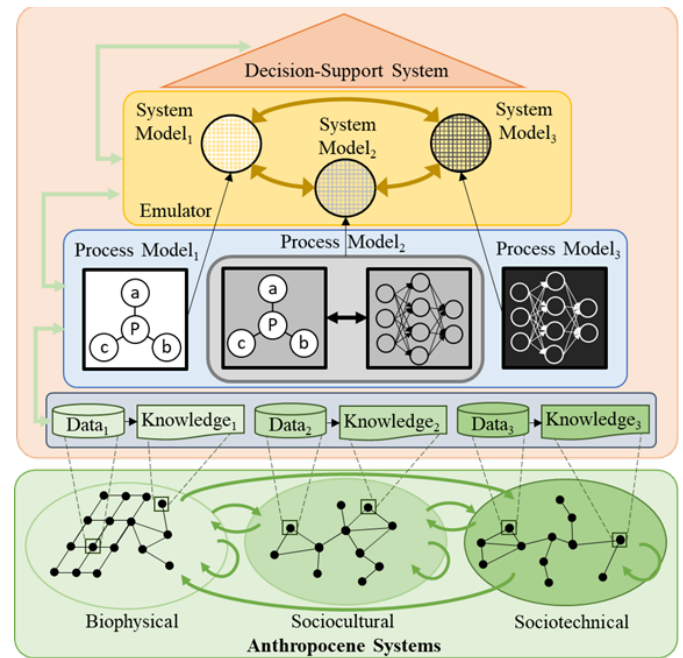 Decision-Support System
System
Model₁
System
Model₂
System
Model₃
Emulator
Process Model₁
Process Model₂
Process Model₃
a
P
c
b
a
P
c
b
Data₁
Knowledge₁
Data₂
Knowledge₂
Data₃
Knowledge₃
Biophysical
Sociocultural
Sociotechnical
Anthropocene Systems